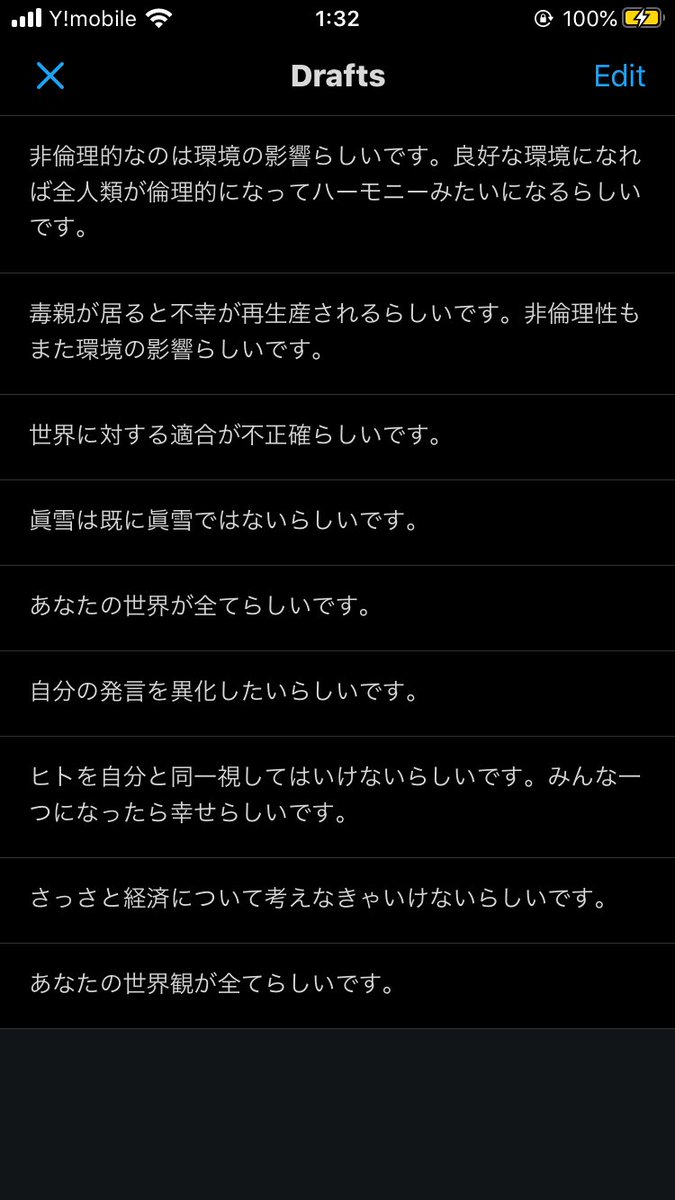 Y!mobile 1:32 100%
Drafts Edit
非倫理的なのは環境の影響らしいです。良好な環境になれ
ば全人類が倫理的になってハーモニーみたいになるらしい
です。
毒親が居ると不幸が再生産されるらしいです。非倫理性も
また環境の影響らしいです。
世界に対する適合が不正確らしいです。
眞雪は既に眞雪ではないらしいです。
あなたの世界が全てらしいです。
自分の発言を異化したいらしいです。
ヒトを自分と同一視してはいけないらしいです。みんな一
つになったら幸せらしいです。
さっさと経済について考えなきゃいけないらしいです。
あなたの世界観が全てらしいです。